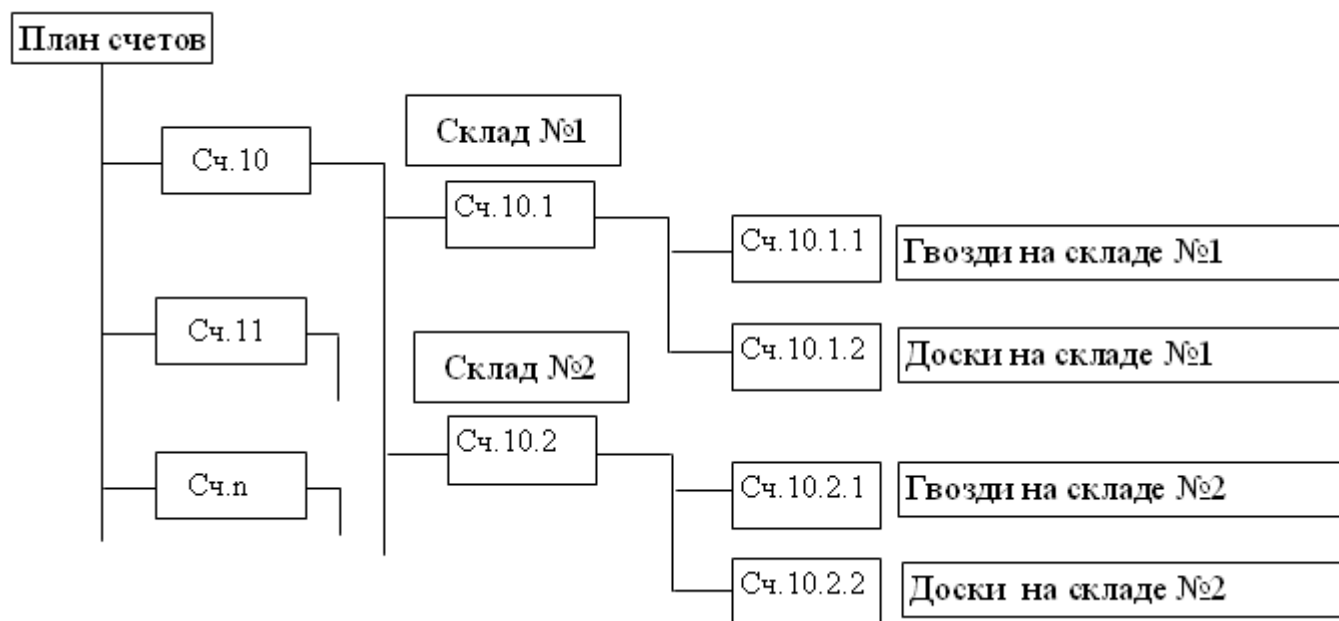 План счетов
Склад №1
Сч.10
Сч.10.1
Сч.10.1.1
Гвозди на складе №1
Сч.11
Сч.10.1.2
Доски на складе №1
Склад №2
Сч.10.2
Сч.n
Сч.10.2.1
Гвозди на складе №2
Сч.10.2.2
Доски на складе №2